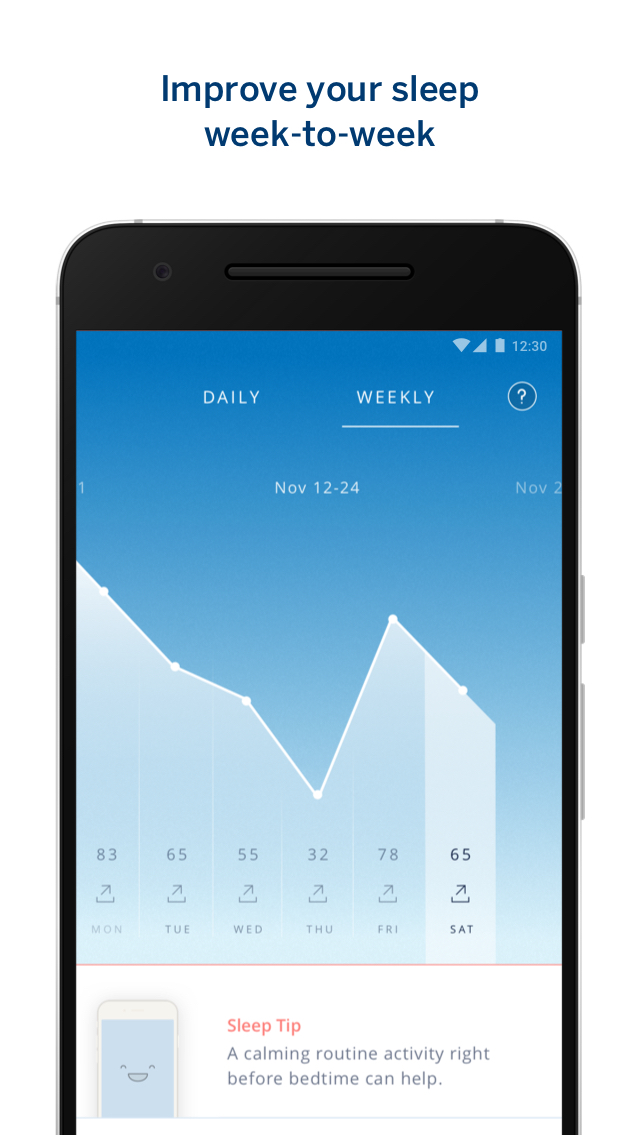 Improve your sleep
week-to-week
12:30
DAILY WEEKLY ?
1 Nov 12-24 Nov 2
83 65 55 32 78 65
MON TUE WED THU FRI SAT
Sleep Tip
A calming routine activity right
before bedtime can help.